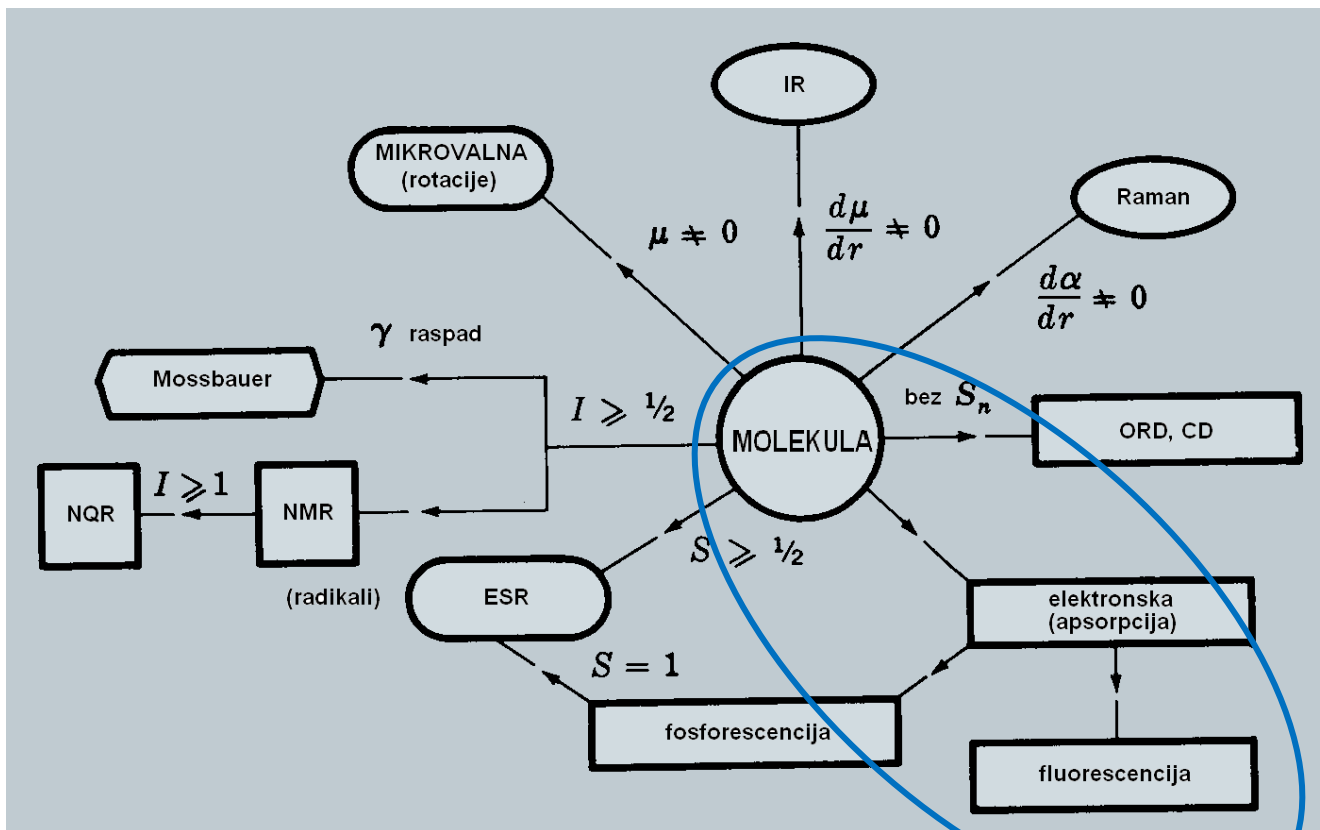 IR
MIKROVALNA
(rotacije)
Raman
μ ≠ 0
dμ/dr ≠ 0
dα/dr ≠ 0
γ raspad
Mossbauer
I ⩾ ½
bez Sₙ
MOLEKULA
ORD, CD
NQR
I ⩾ 1
NMR
S ⩾ ½
(radikali)
ESR
elektronska
(apsorpcija)
S = 1
fosforescencija
fluorescencija